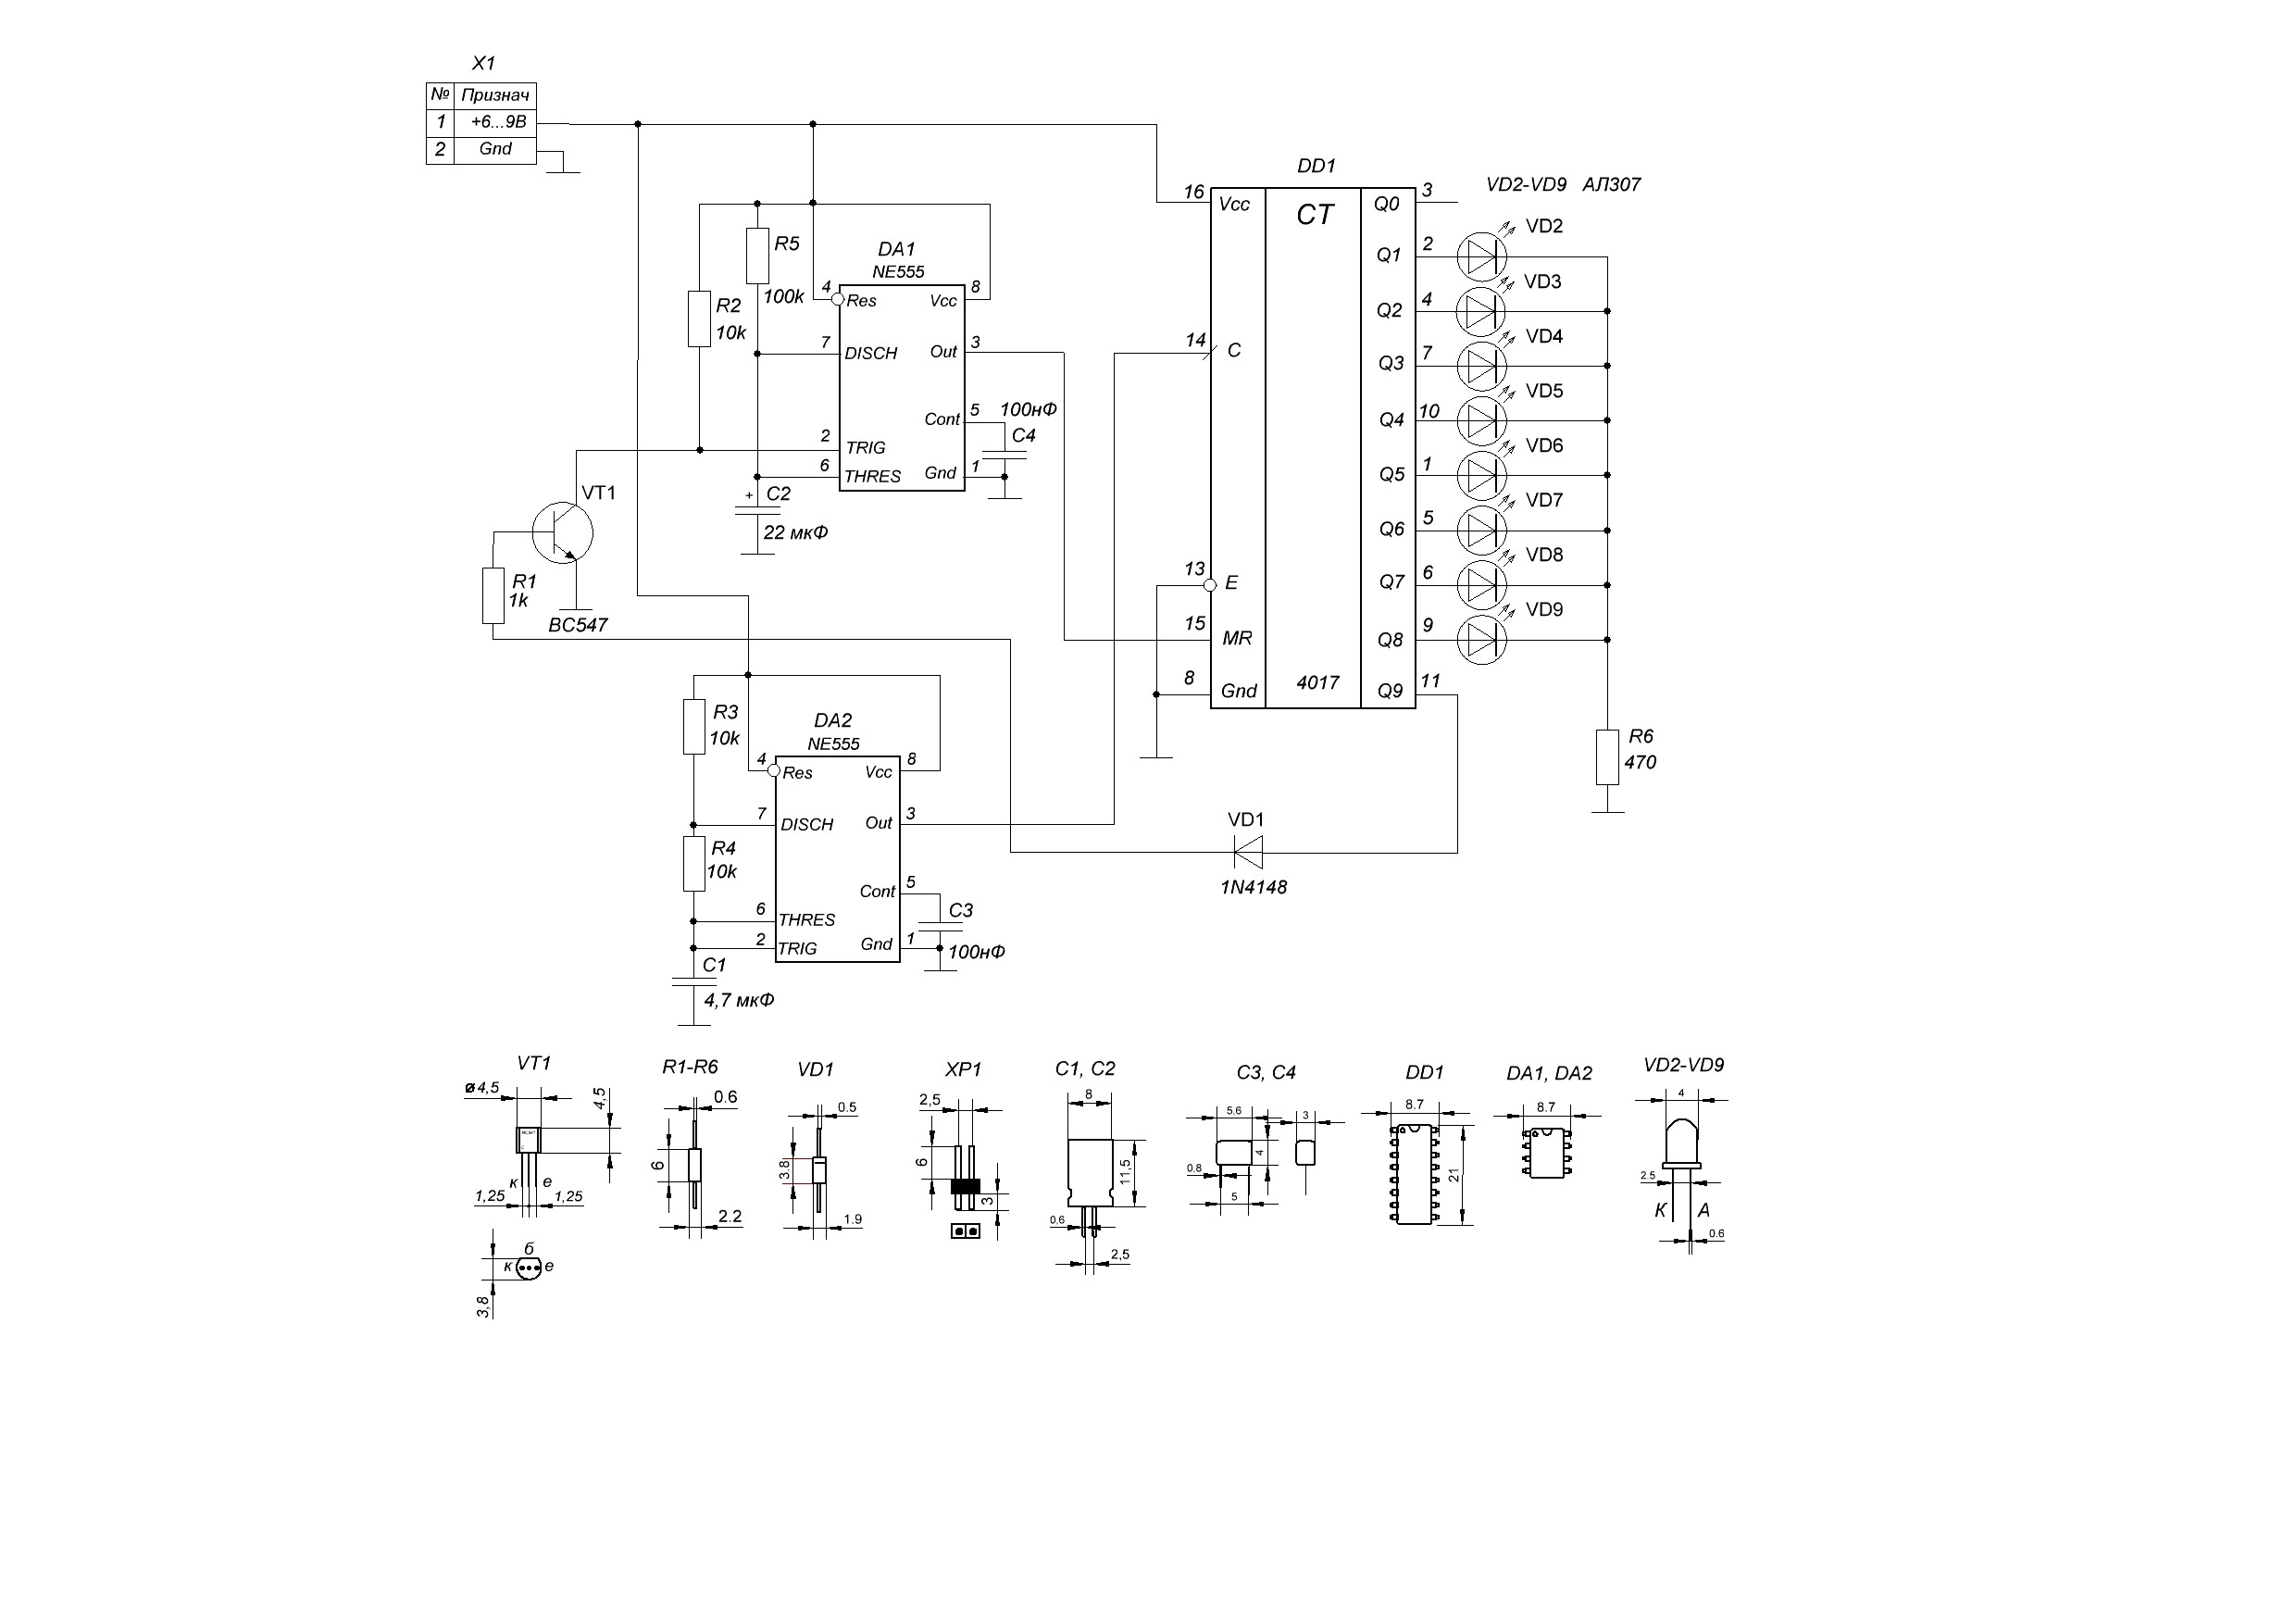 X1
№ Признач
1 +6...9В
2 Gnd
DD1
VD2-VD9 АЛ307
16 Vcc
CT
Q0 3
VD2
Q1 2
VD3
Q2 4
VD4
Q3 7
VD5
Q4 10
VD6
Q5 1
VD7
Q6 5
VD8
Q7 6
VD9
Q8 9
Q9 11
14 C
13 E
15 MR
8 Gnd
4017
R5
100k
R2
10k
DA1
NE555
4 Res
Vcc 8
7 DISCH
Out 3
Cont 5
100нФ
C4
2 TRIG
6 THRES
Gnd 1
+ C2
22 мкФ
VT1
R1
1k
BC547
R3
10k
DA2
NE555
4 Res
Vcc 8
7 DISCH
Out 3
R4
10k
Cont 5
C3
100нФ
6 THRES
2 TRIG
Gnd 1
C1
4,7 мкФ
VD1
1N4148
R6
470
VT1
⌀4,5
4,5
к е
1,25 1,25
б
к е
3,8
R1-R6
0.6
6
2.2
VD1
0.5
3.8
1.9
XP1
2,5
6
3
C1, C2
8
11,5
0,6
2,5
C3, C4
5,6 3
4
0,8
5
DD1
8.7
21
DA1, DA2
8.7
VD2-VD9
4
2.5
К А
0.6